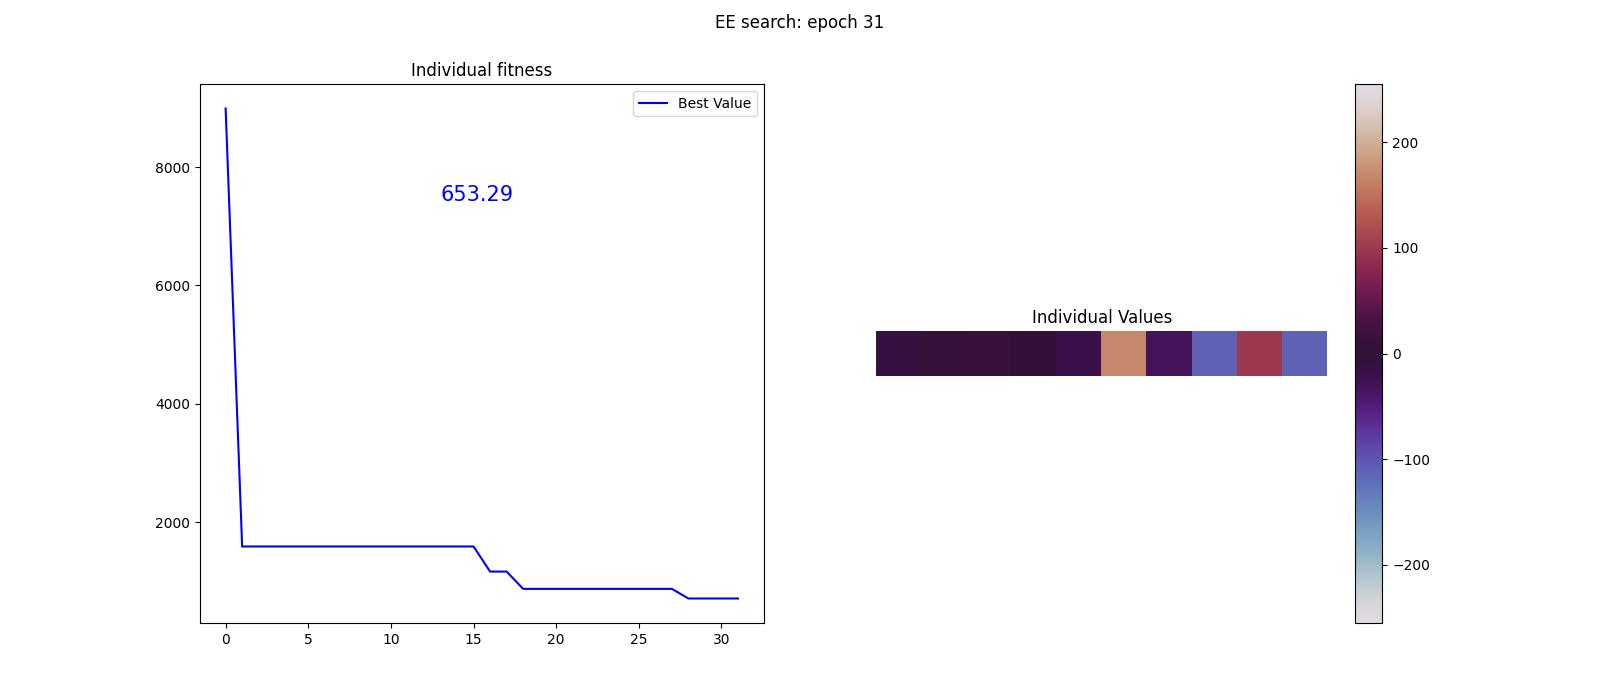 EE search: epoch 31
Individual fitness
Best Value
653.29
8000
6000
4000
2000
0 5 10 15 20 25 30
Individual Values
200
100
0
−100
−200